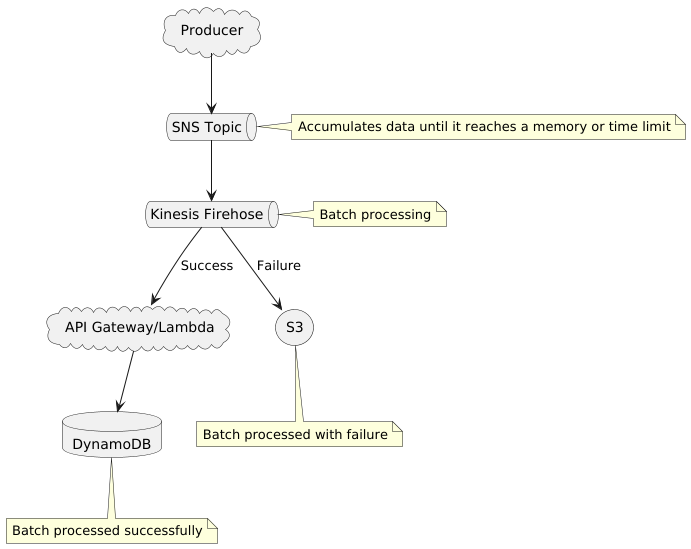 Producer
SNS Topic
Accumulates data until it reaches a memory or time limit
Kinesis Firehose
Batch processing
Success
Failure
API Gateway/Lambda
S3
DynamoDB
Batch processed with failure
Batch processed successfully